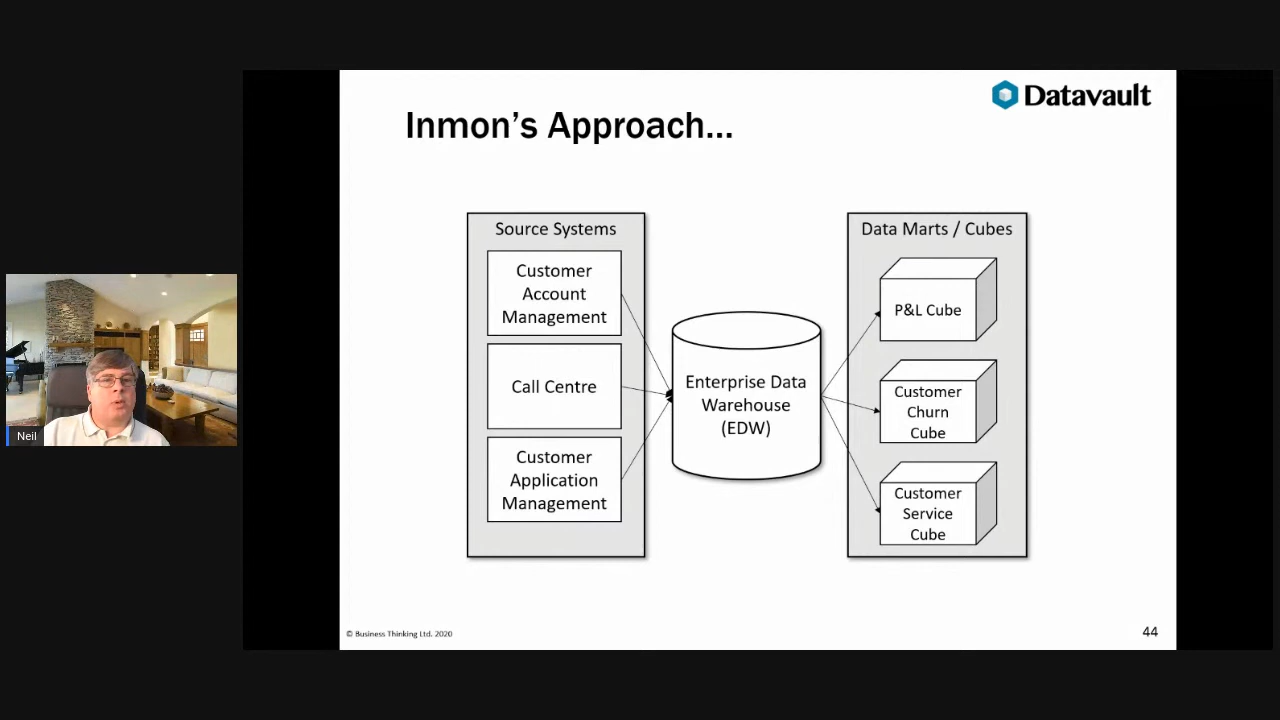 Datavault
Inmon's Approach...
Source Systems
Customer
Account
Management
Call Centre
Customer
Application
Management
Enterprise Data
Warehouse
(EDW)
Data Marts / Cubes
P&L Cube
Customer
Churn
Cube
Customer
Service
Cube
Neil
© Business Thinking Ltd. 2020
44